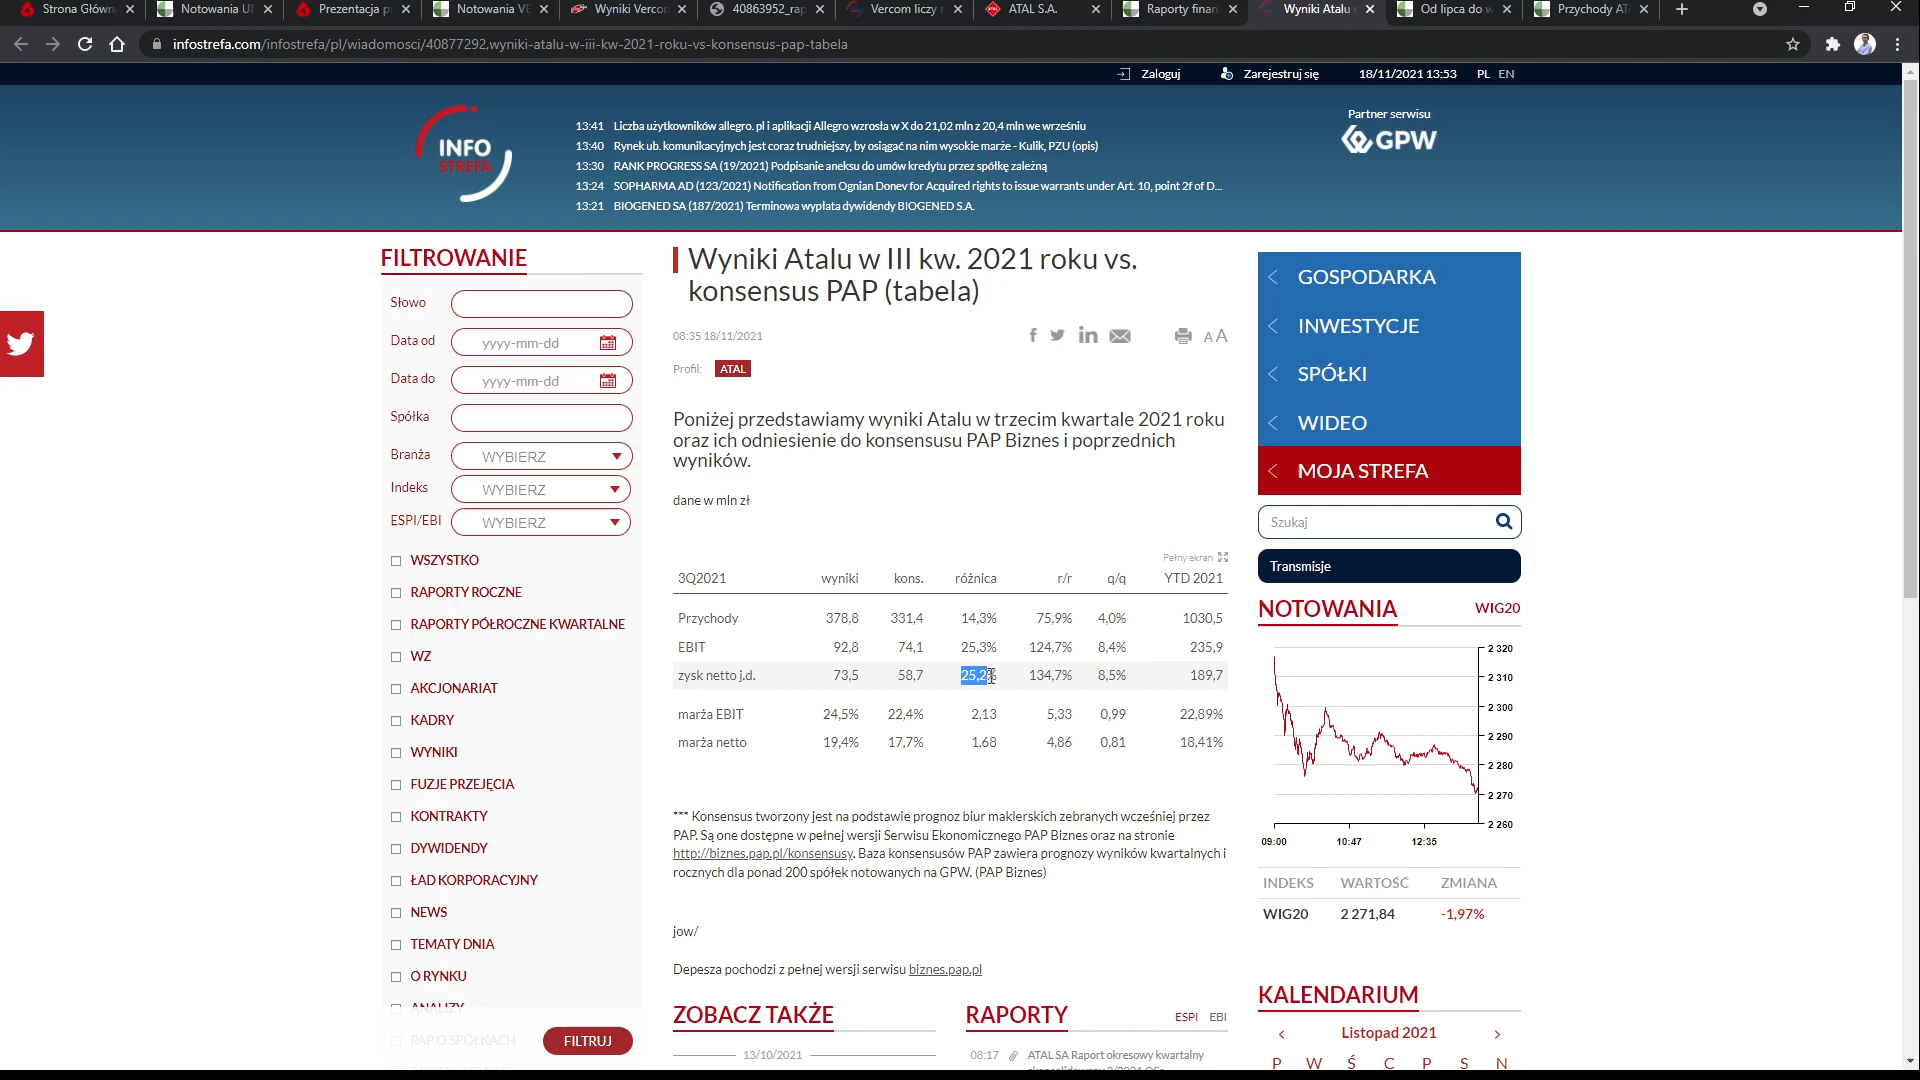 Strona Główn
Notowania UN
Prezentacja p
Notowania VE
Wyniki Vercon
40863952_rap
Vercom liczy
ATAL S.A.
Raporty finan
Wyniki Atalu
Od lipca do w
Przychody AT
infostrefa.com/infostrefa/pl/wiadomosci/40877292,wyniki-atalu-w-iii-kw-2021-roku-vs-konsensus-pap-tabela
Zaloguj Zarejestruj się 18/11/2021 13:53 PL EN
INFO
STREFA
13:41 Liczba użytkowników allegro. pl i aplikacji Allegro wzrosła w X do 21,02 mln z 20,4 mln we wrześniu
13:40 Rynek ub. komunikacyjnych jest coraz trudniejszy, by osiągać na nim wysokie marże - Kulik, PZU (opis)
13:30 RANK PROGRESS SA (19/2021) Podpisanie aneksu do umów kredytu przez spółkę zależną
13:24 SOPHARMA AD (123/2021) Notification from Ognian Donev for Acquired rights to issue warrants under Art. 10, point 2f of D...
13:21 BIOGENED SA (187/2021) Terminowa wypłata dywidendy BIOGENED S.A.
Partner serwisu
GPW
FILTROWANIE
Słowo
Data od yyyy-mm-dd
Data do yyyy-mm-dd
Spółka
Branża WYBIERZ
Indeks WYBIERZ
ESPI/EBI WYBIERZ
WSZYSTKO
RAPORTY ROCZNE
RAPORTY PÓŁROCZNE KWARTALNE
WZ
AKCJONARIAT
KADRY
WYNIKI
FUZJE PRZEJĘCIA
KONTRAKTY
DYWIDENDY
ŁAD KORPORACYJNY
NEWS
TEMATY DNIA
O RYNKU
ANALIZY
PAP O SPÓŁKACH
FILTRUJ
Wyniki Atalu w III kw. 2021 roku vs.
konsensus PAP (tabela)
08:35 18/11/2021
A A
Profil: ATAL
Poniżej przedstawiamy wyniki Atalu w trzecim kwartale 2021 roku
oraz ich odniesienie do konsensusu PAP Biznes i poprzednich
wyników.
dane w mln zł
Pełny ekran
3Q2021 wyniki kons. różnica r/r q/q YTD 2021
Przychody 378,8 331,4 14,3% 75,9% 4,0% 1030,5
EBIT 92,8 74,1 25,3% 124,7% 8,4% 235,9
zysk netto j.d. 73,5 58,7 25,2% 134,7% 8,5% 189,7
marża EBIT 24,5% 22,4% 2,13 5,33 0,99 22,89%
marża netto 19,4% 17,7% 1,68 4,86 0,81 18,41%
*** Konsensus tworzony jest na podstawie prognoz biur maklerskich zebranych wcześniej przez
PAP. Są one dostępne w pełnej wersji Serwisu Ekonomicznego PAP Biznes oraz na stronie
http://biznes.pap.pl/konsensusy. Baza konsensusów PAP zawiera prognozy wyników kwartalnych i
rocznych dla ponad 200 spółek notowanych na GPW. (PAP Biznes)
jow/
Depesza pochodzi z pełnej wersji serwisu biznes.pap.pl
ZOBACZ TAKŻE
13/10/2021
RAPORTY ESPI EBI
08:17 ATAL SA Raport okresowy kwartalny
GOSPODARKA
INWESTYCJE
SPÓŁKI
WIDEO
MOJA STREFA
Szukaj
Transmisje
NOTOWANIA WIG20
2 320
2 310
2 300
2 290
2 280
2 270
2 260
09:00 10:47 12:35
INDEKS WARTOŚĆ ZMIANA
WIG20 2 271,84 -1,97%
KALENDARIUM
Listopad 2021
P W Ś C P S N